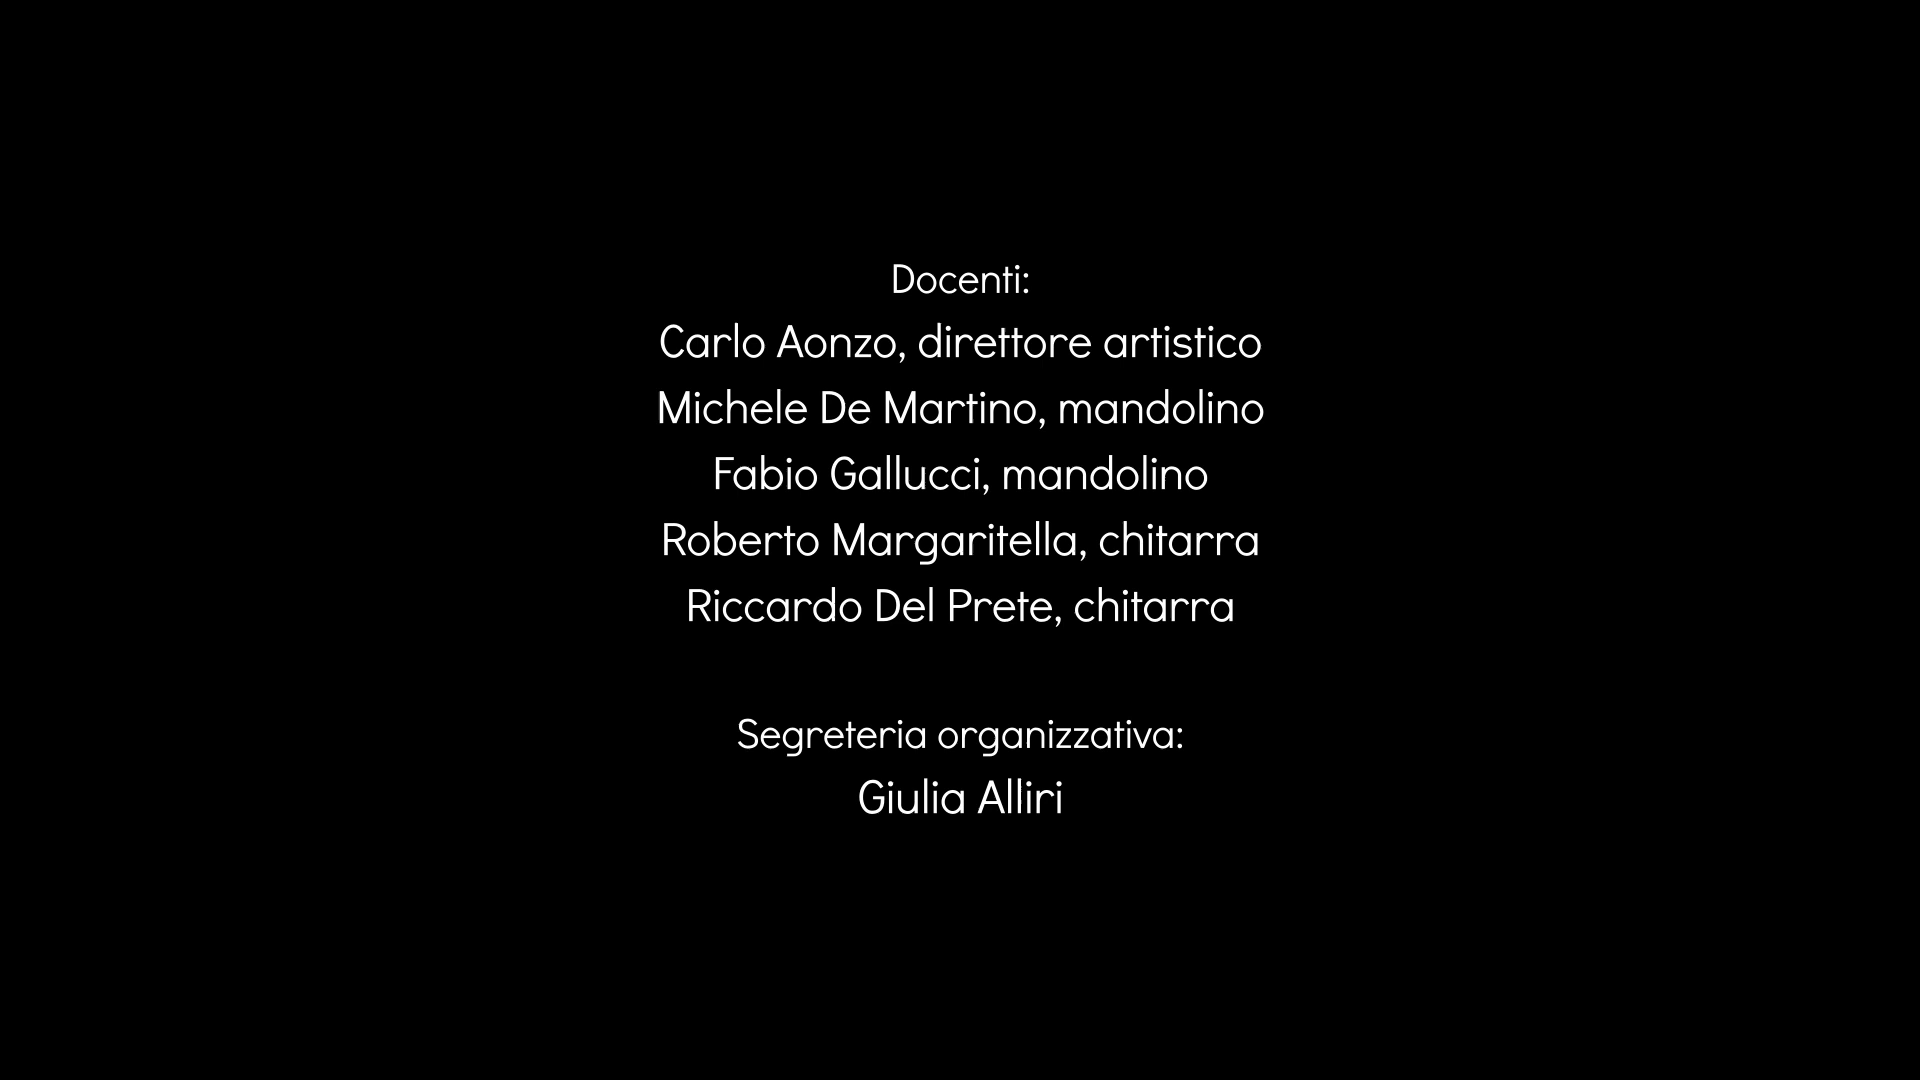 Docenti:
Carlo Aonzo, direttore artistico
Michele De Martino, mandolino
Fabio Gallucci, mandolino
Roberto Margaritella, chitarra
Riccardo Del Prete, chitarra
Segreteria organizzativa:
Giulia Alliri